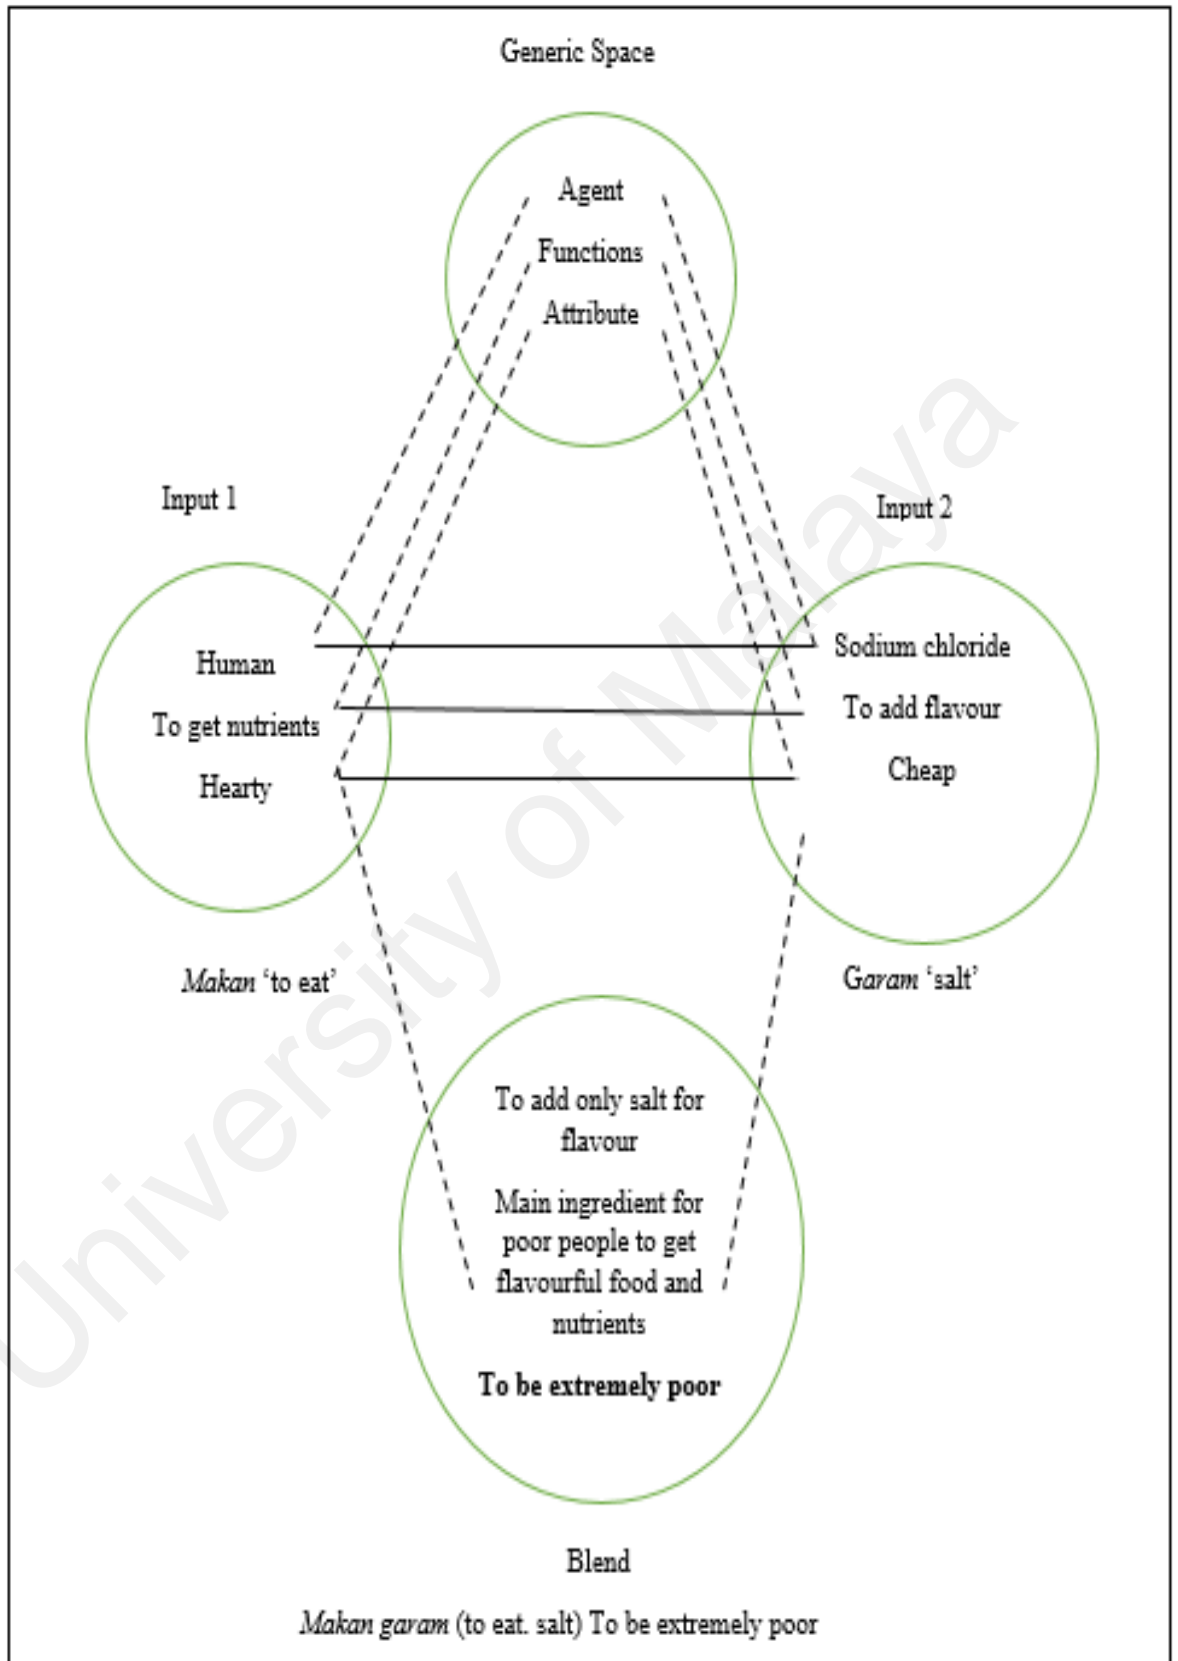 Generic Space
Agent
Functions
Attribute
Input 1
Input 2
Human
To get nutrients
Hearty
Sodium chloride
To add flavour
Cheap
Makan ‘to eat’
Garam ‘salt’
To add only salt for
flavour
Main ingredient for
poor people to get
flavourful food and
nutrients
To be extremely poor
Blend
Makan garam (to eat. salt) To be extremely poor
University of Malaya